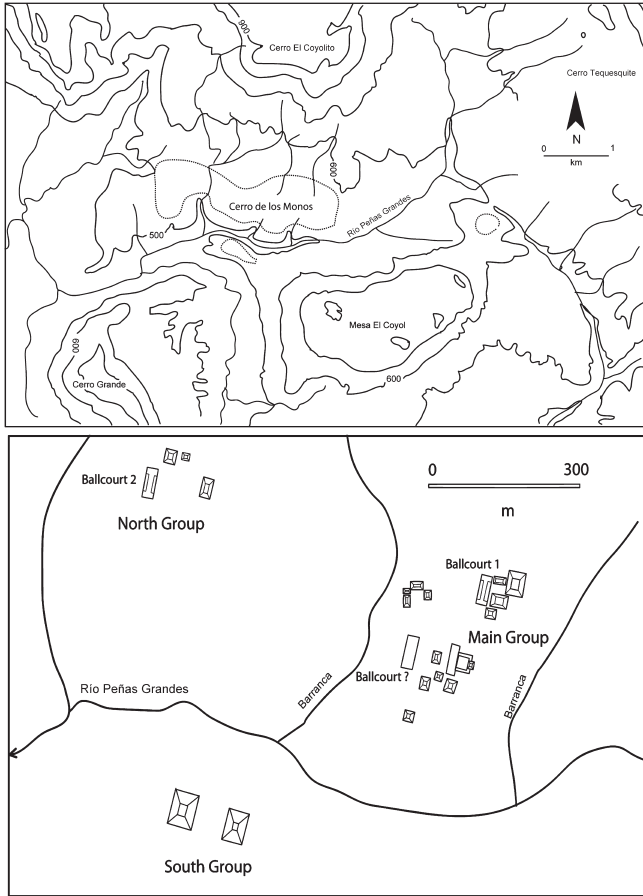 900
Cerro El Coyolito
Cerro Tequesquite
N
0 1
km
600
Cerro de los Monos
Río Peñas Grandes
500
Mesa El Coyol
600
Cerro Grande
600
Ballcourt 2
North Group
0 300
m
Ballcourt 1
Main Group
Ballcourt ?
Río Peñas Grandes
Barranca
Barranca
South Group